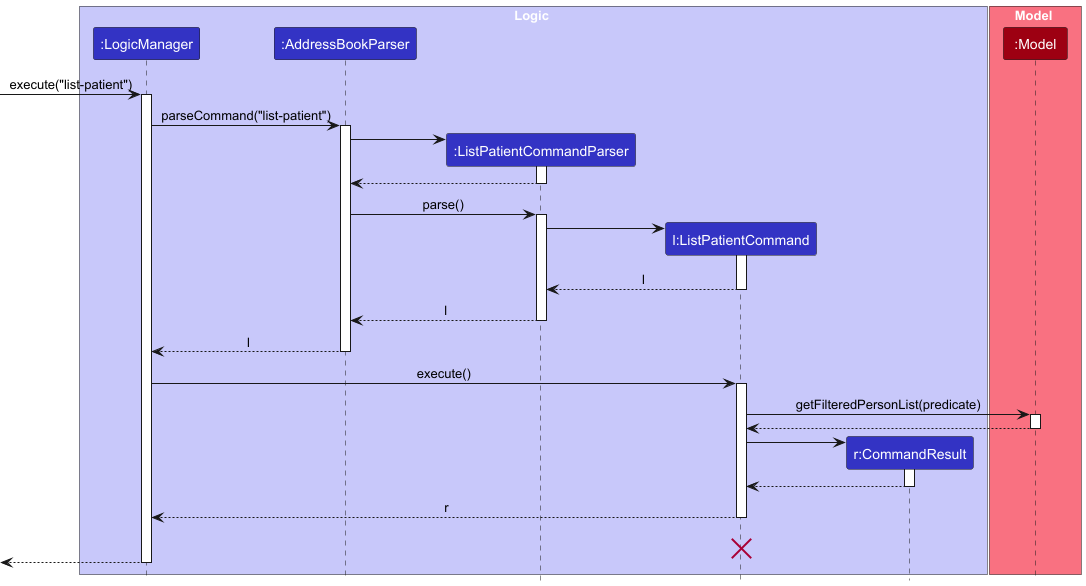 Logic
Model
:LogicManager
:AddressBookParser
:Model
execute("list-patient")
parseCommand("list-patient")
:ListPatientCommandParser
parse()
l:ListPatientCommand
l
l
l
execute()
getFilteredPersonList(predicate)
r:CommandResult
r